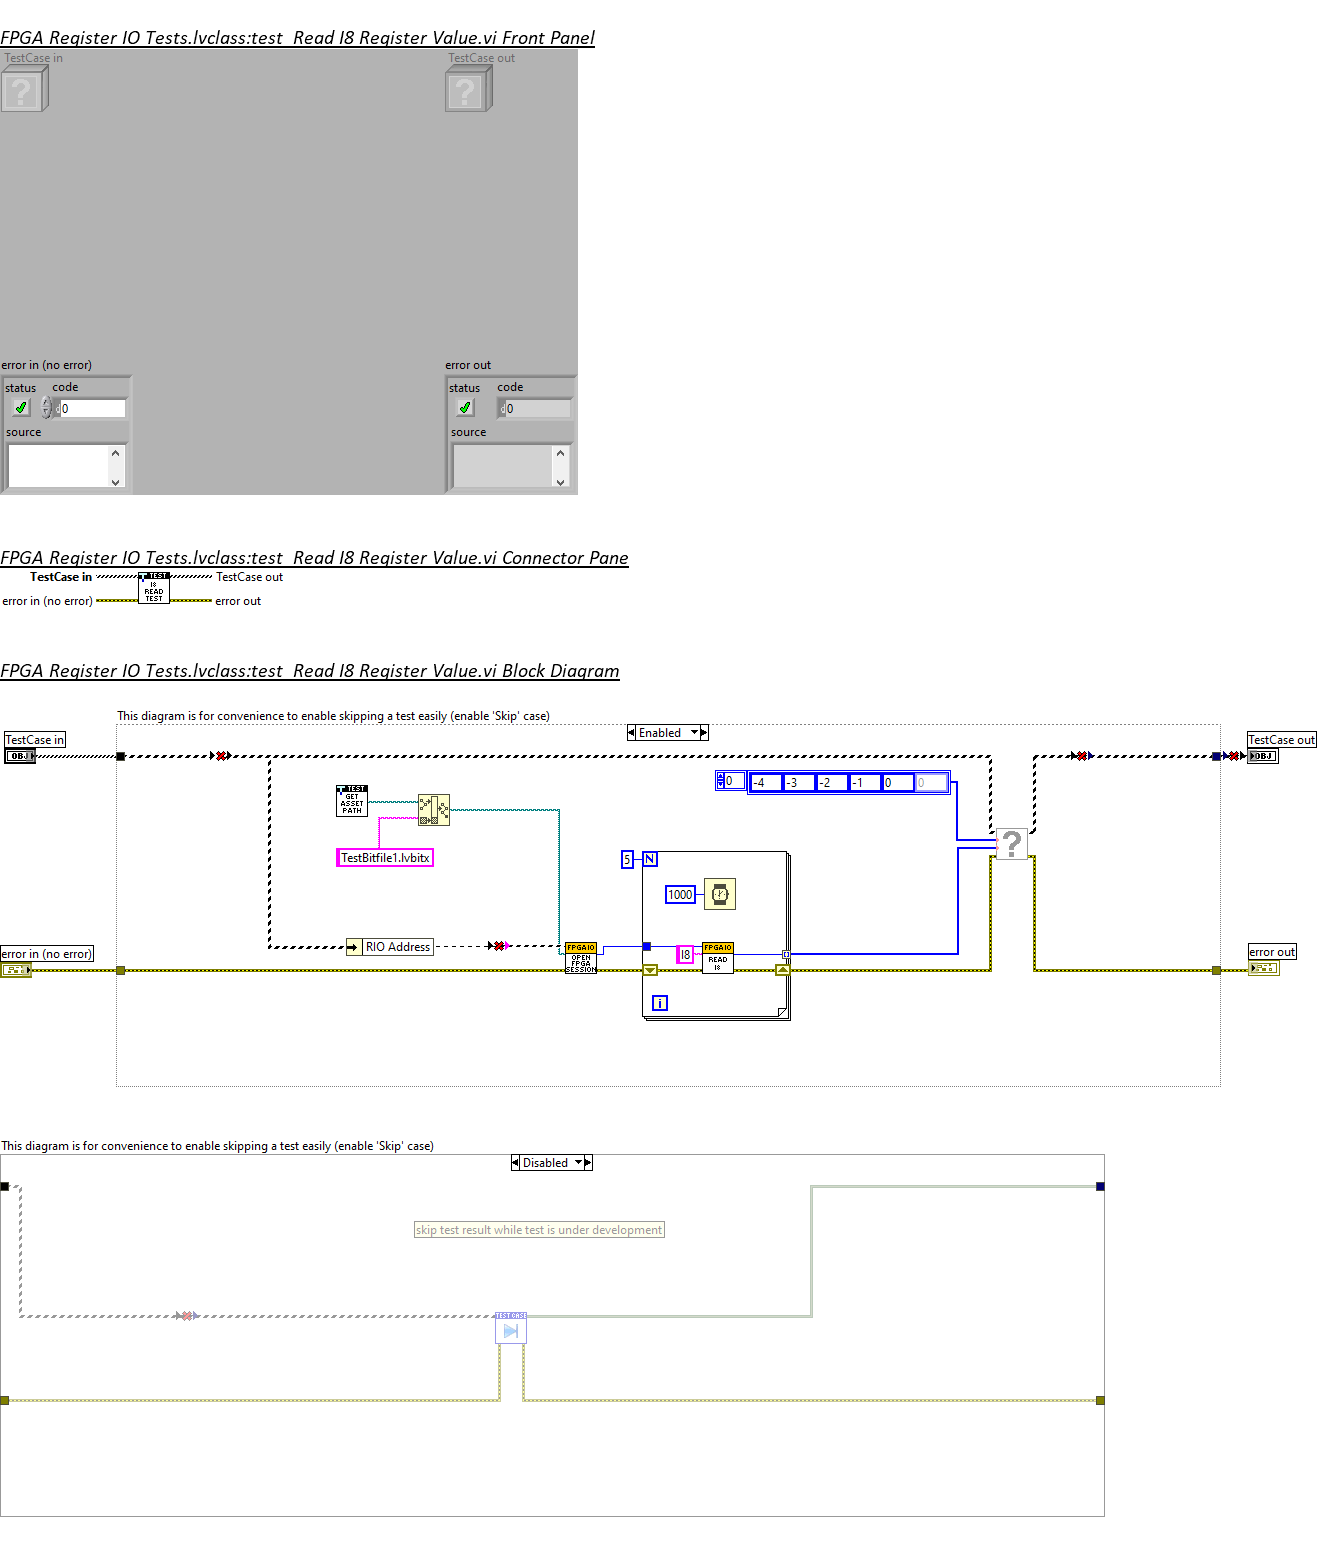 FPGA Register IO Tests.lvclass:test_Read I8 Register Value.vi Front Panel
TestCase in
TestCase out
?
?
error in (no error)
error out
status code
status code
d0
d0
source
source
FPGA Register IO Tests.lvclass:test_Read I8 Register Value.vi Connector Pane
TestCase in
TEST
I8
READ
TEST
TestCase out
error in (no error)
error out
FPGA Register IO Tests.lvclass:test_Read I8 Register Value.vi Block Diagram
This diagram is for convenience to enable skipping a test easily (enable 'Skip' case)
Enabled
TestCase in
OBJ
TestCase out
OBJ
0 -4 -3 -2 -1 0 0
TEST
GET
ASSET
PATH
TestBitfile1.lvbitx
?
5 N
1000
RIO Address
FPGAIO
OPEN
FPGA
SESSION
I8
FPGAIO
READ
I8
i
error in (no error)
error out
This diagram is for convenience to enable skipping a test easily (enable 'Skip' case)
Disabled
skip test result while test is under development
TEST CASE